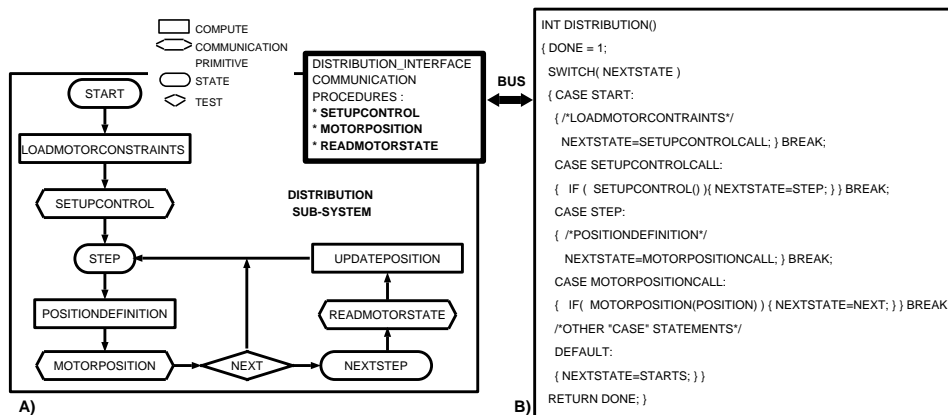 COMPUTE
COMMUNICATION
PRIMITIVE
STATE
TEST
DISTRIBUTION_INTERFACE
COMMUNICATION
PROCEDURES :
* SETUPCONTROL
* MOTORPOSITION
* READMOTORSTATE
BUS
START
LOADMOTORCONSTRAINTS
SETUPCONTROL
DISTRIBUTION
SUB-SYSTEM
STEP
UPDATEPOSITION
POSITIONDEFINITION
READMOTORSTATE
MOTORPOSITION
NEXT
NEXTSTEP
A)
INT DISTRIBUTION()
{ DONE = 1;
SWITCH( NEXTSTATE )
{ CASE START:
{ /*LOADMOTORCONTRAINTS*/
NEXTSTATE=SETUPCONTROLCALL; } BREAK;
CASE SETUPCONTROLCALL:
{ IF ( SETUPCONTROL() ){ NEXTSTATE=STEP; } } BREAK;
CASE STEP:
{ /*POSITIONDEFINITION*/
NEXTSTATE=MOTORPOSITIONCALL; } BREAK;
CASE MOTORPOSITIONCALL:
{ IF( MOTORPOSITION(POSITION) ) { NEXTSTATE=NEXT; } } BREAK
/*OTHER "CASE" STATEMENTS*/
DEFAULT:
{ NEXTSTATE=STARTS; } }
RETURN DONE; }
B)